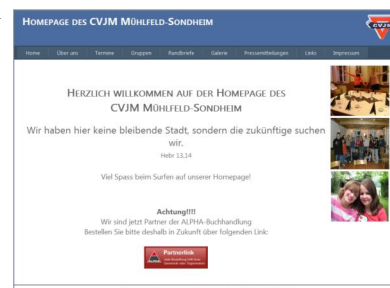 HOMEPAGE DES CVJM MÜHLFELD-SONDHEIM
CVJM
Home Über uns Termine Gruppen Rundbriefe Galerie Pressemitteilungen Links Impressum
HERZLICH WILLKOMMEN AUF DER HOMEPAGE DES
CVJM MÜHLFELD-SONDHEIM
Wir haben hier keine bleibende Stadt, sondern die zukünftige suchen
wir.
Hebr 13,14
Viel Spass beim Surfen auf unserer Homepage!
Achtung!!!!
Wir sind jetzt Partner der ALPHA-Buchhandlung
Bestellen Sie bitte deshalb in Zukunft über folgenden Link:
Partnerlink